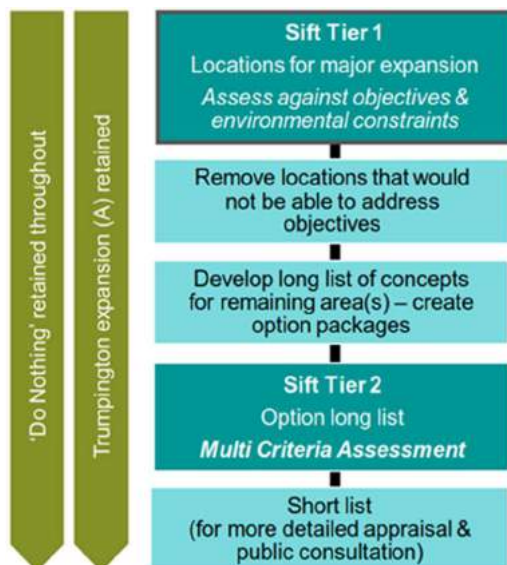 'Do Nothing' retained throughout
Trumpington expansion (A) retained
Sift Tier 1
Locations for major expansion
Assess against objectives &
environmental constraints
Remove locations that would
not be able to address
objectives
Develop long list of concepts
for remaining area(s) – create
option packages
Sift Tier 2
Option long list
Multi Criteria Assessment
Short list
(for more detailed appraisal &
public consultation)